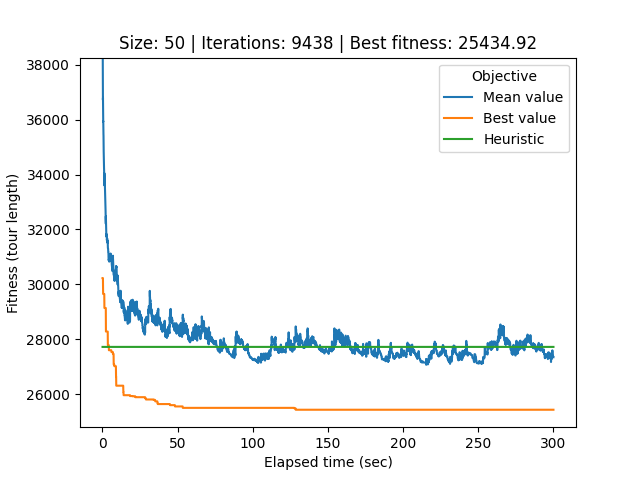 Size: 50 | Iterations: 9438 | Best fitness: 25434.92
Objective
Mean value
Best value
Heuristic
Fitness (tour length)
38000
36000
34000
32000
30000
28000
26000
0 50 100 150 200 250 300
Elapsed time (sec)